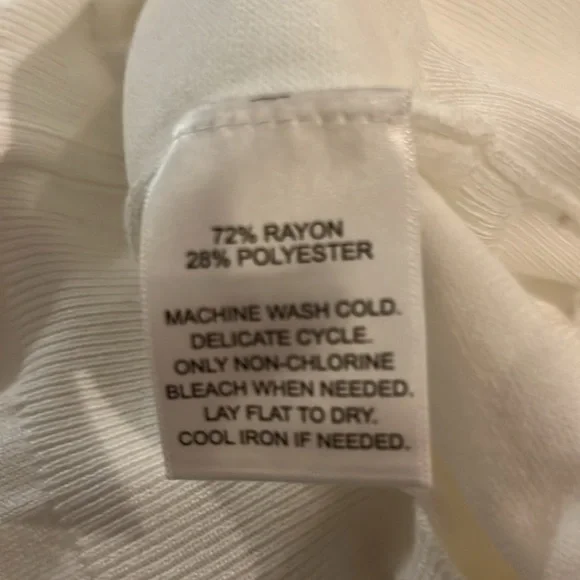 72% RAYON
28% POLYESTER
MACHINE WASH COLD.
DELICATE CYCLE.
ONLY NON-CHLORINE
BLEACH WHEN NEEDED.
LAY FLAT TO DRY.
COOL IRON IF NEEDED.